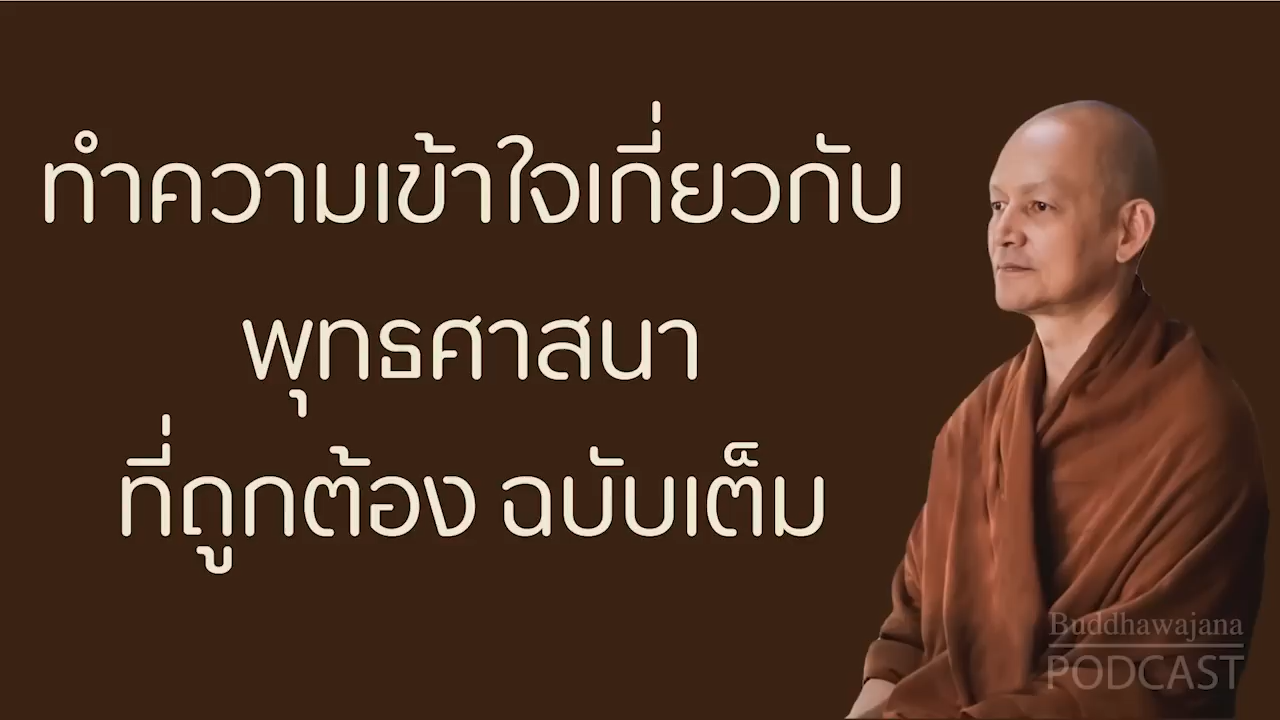 ทำความเข้าใจเกี่ยวกับ
พุทธศาสนา
ที่ถูกต้อง ฉบับเต็ม
Buddhawajana
PODCAST